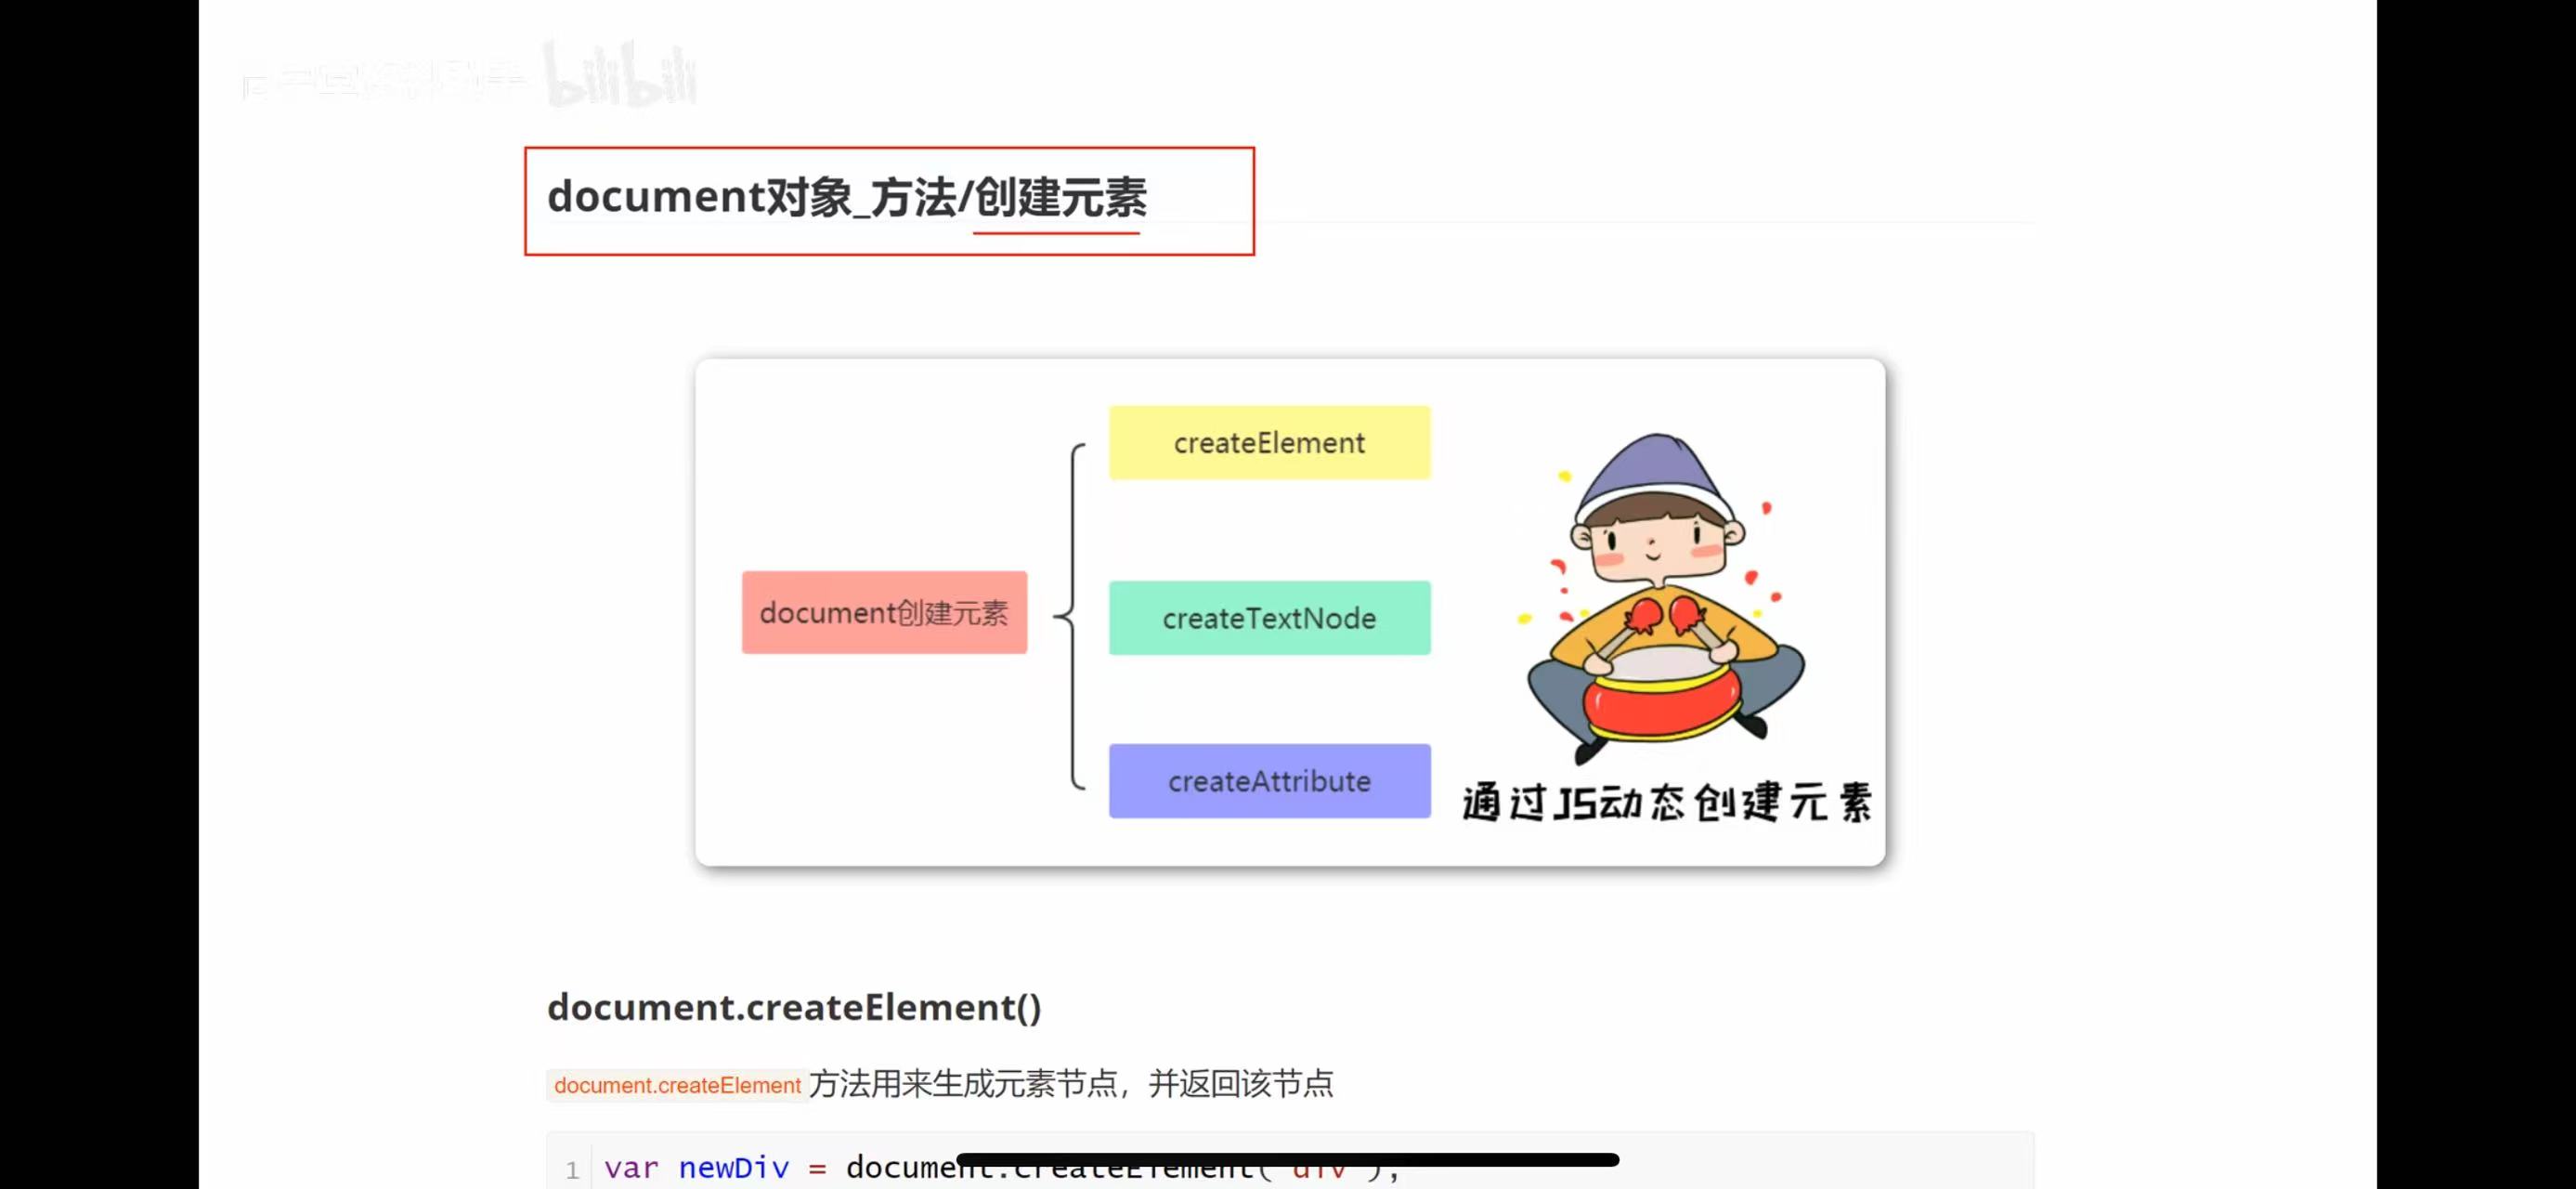 bilibili
document对象_方法/创建元素
createElement
document创建元素
createTextNode
createAttribute
通过JS动态创建元素
document.createElement()
document.createElement方法用来生成元素节点，并返回该节点
1 var newDiv = document.createElement('div');